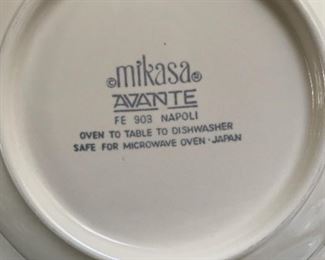 ©mikasa®
AVANTE
FE 903 NAPOLI
OVEN TO TABLE TO DISHWASHER
SAFE FOR MICROWAVE OVEN · JAPAN